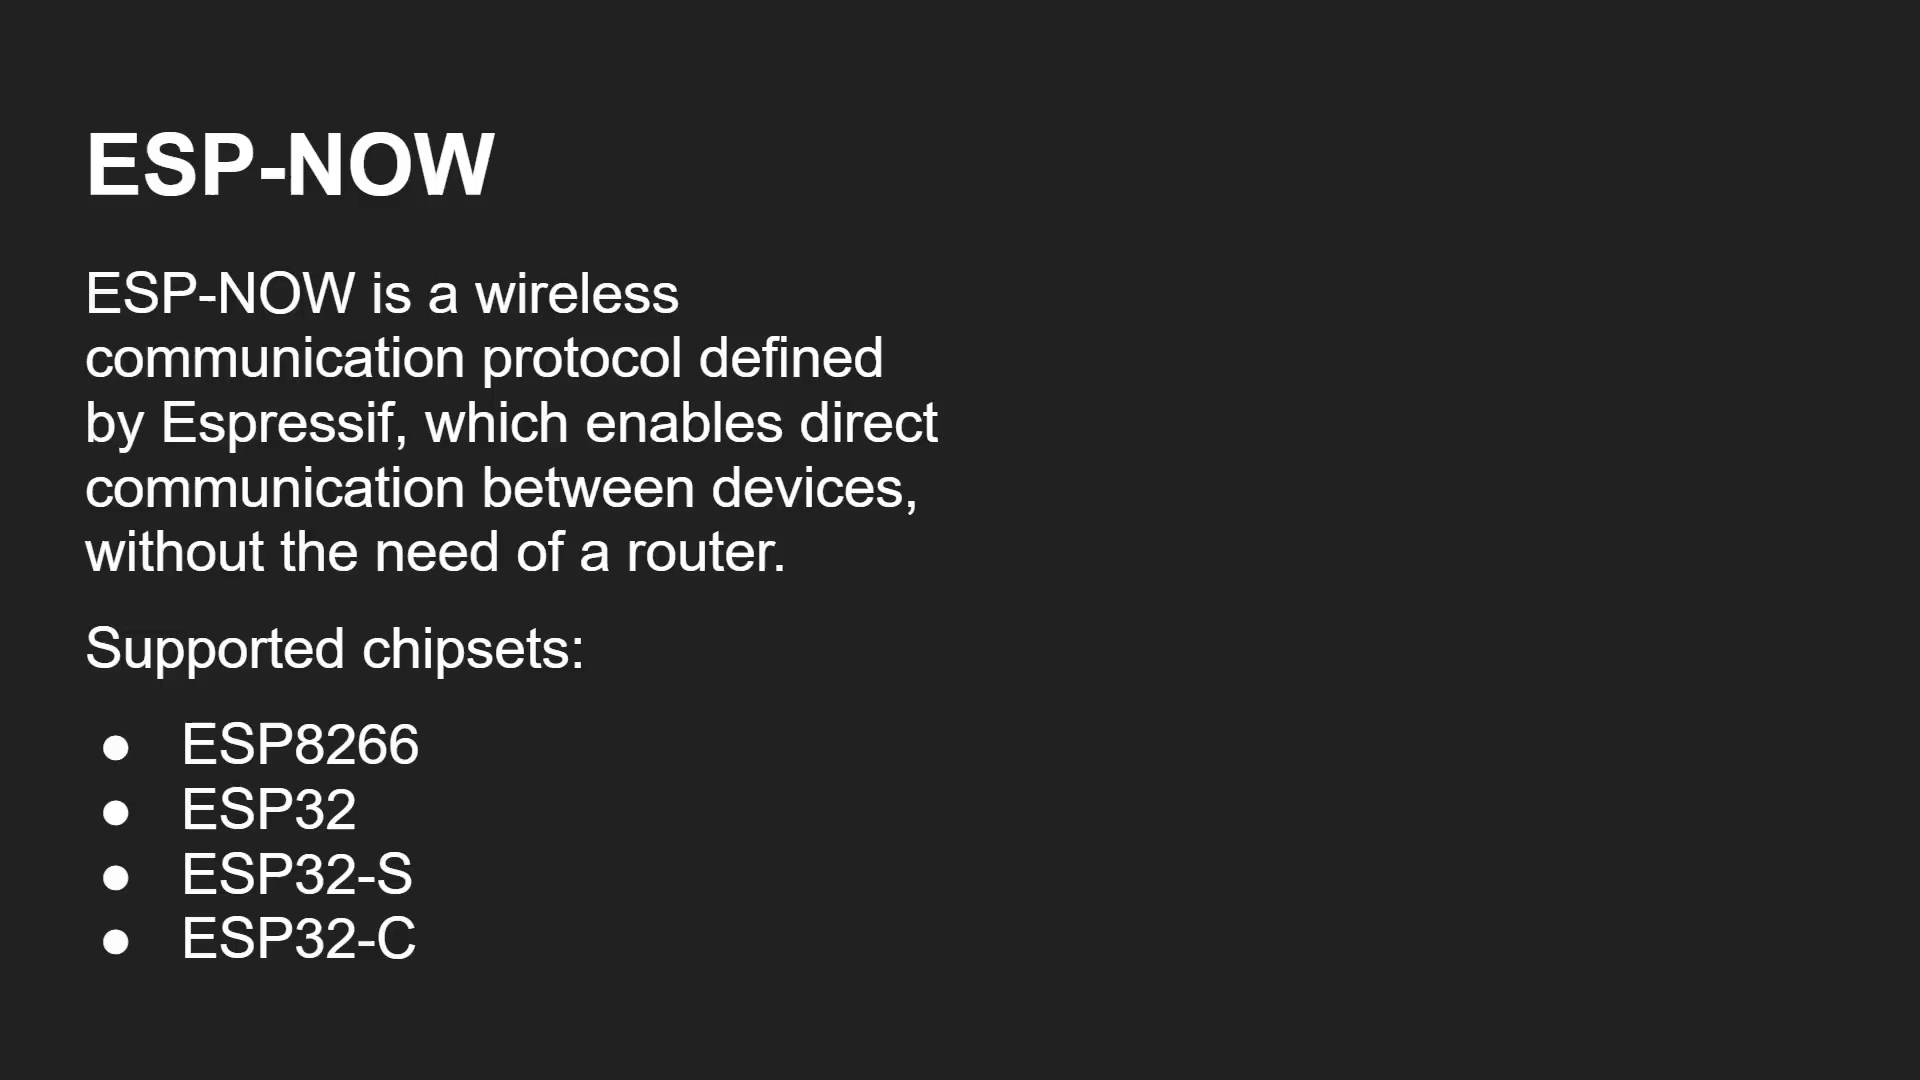 ESP-NOW
ESP-NOW is a wireless
communication protocol defined
by Espressif, which enables direct
communication between devices,
without the need of a router.
Supported chipsets:
● ESP8266
● ESP32
● ESP32-S
● ESP32-C